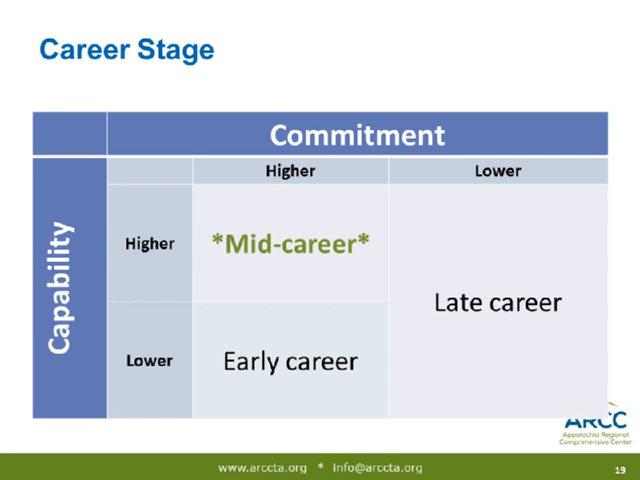 Career Stage
Commitment
Higher
Lower
Capability
Higher
*Mid-career*
Late career
Lower
Early career
ARCC
Appalachia Regional
Comprehensive Center
www.arccta.org * Info@arccta.org
19